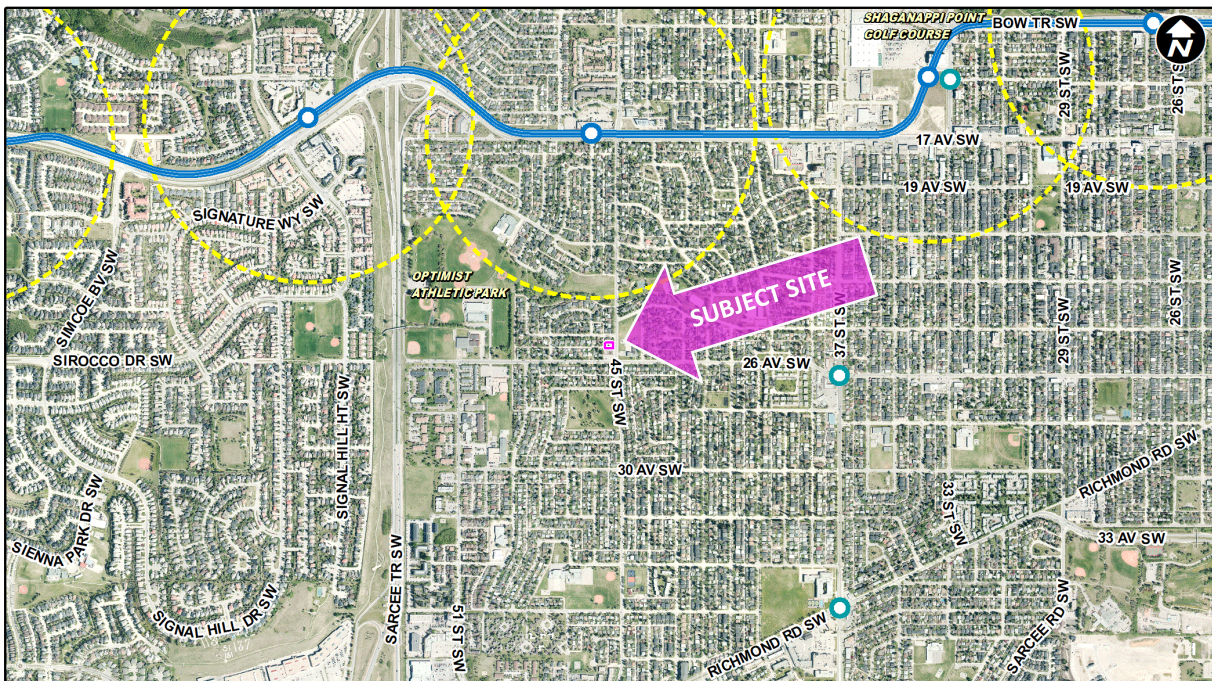 SHAGANAPPI POINT
GOLF COURSE
BOW TR SW
N
29 ST SW
26 ST SW
17 AV SW
19 AV SW
19 AV SW
SIGNATURE WY SW
OPTIMIST
ATHLETIC PARK
SUBJECT SITE
SIMCOE BV SW
SIROCCO DR SW
37 ST SW
26 AV SW
29 ST SW
26 ST SW
45 ST SW
SIGNAL HILL HT SW
30 AV SW
RICHMOND RD SW
33 ST SW
33 AV SW
SIENNA PARK DR SW
SARCEE TR SW
SIGNAL HILL DR SW
51 ST SW
RICHMOND RD SW
SARCEE RD SW